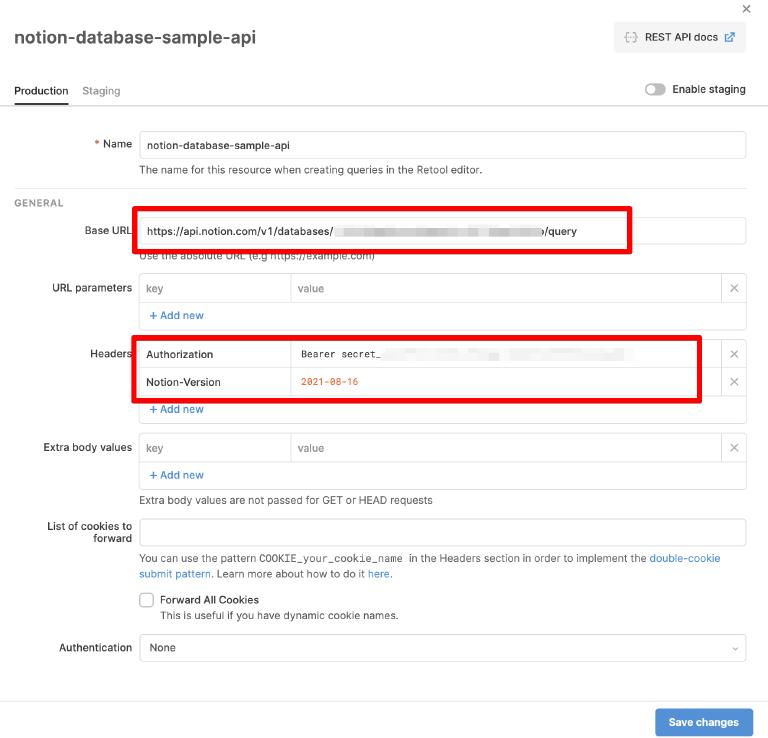 notion-database-sample-api
REST API docs
Production Staging
Enable staging
* Name
notion-database-sample-api
The name for this resource when creating queries in the Retool editor.
GENERAL
Base URL
https://api.notion.com/v1/databases/ /query
Use the absolute URL (e.g https://example.com)
URL parameters
key value
+ Add new
Headers
Authorization Bearer secret_
Notion-Version 2021-08-16
+ Add new
Extra body values
key value
+ Add new
Extra body values are not passed for GET or HEAD requests
List of cookies to
forward
You can use the pattern COOKIE_your_cookie_name in the Headers section in order to implement the double-cookie
submit pattern. Learn more about how to do it here.
Forward All Cookies
This is useful if you have dynamic cookie names.
Authentication
None
Save changes